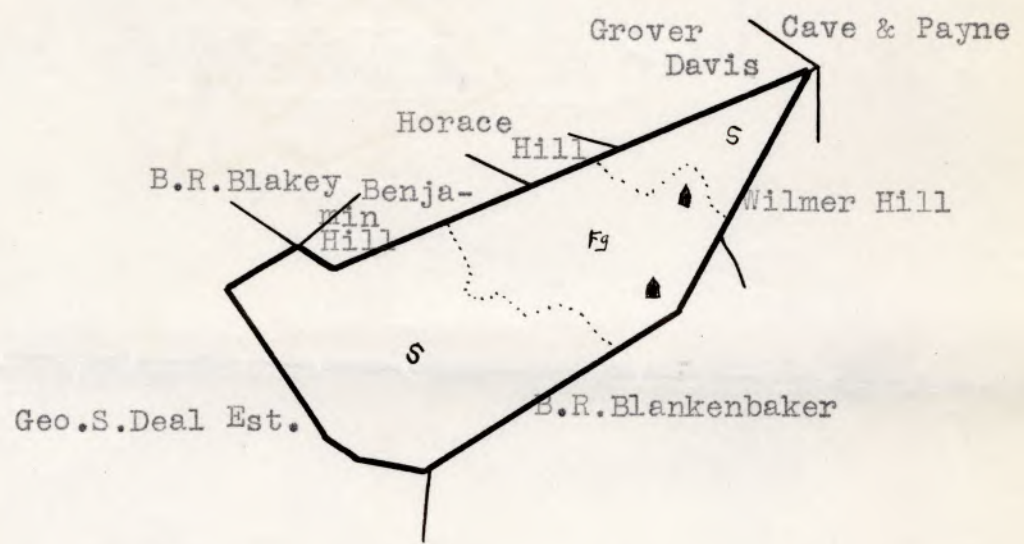 Grover
Davis
Cave & Payne
Horace
Hill
B.R.Blakey
Benja-
min
Hill
S
Wilmer Hill
Fg
S
Geo.S.Deal Est.
B.R.Blankenbaker